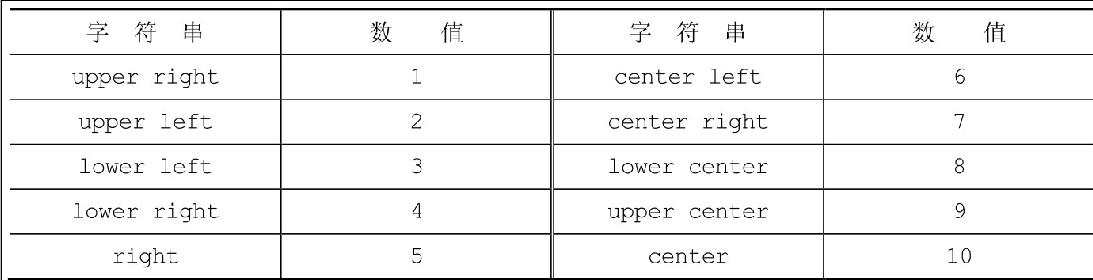 字符串 数值 字符串 数值
upper right 1 center left 6
upper left 2 center right 7
lower left 3 lower center 8
lower right 4 upper center 9
right 5 center 10